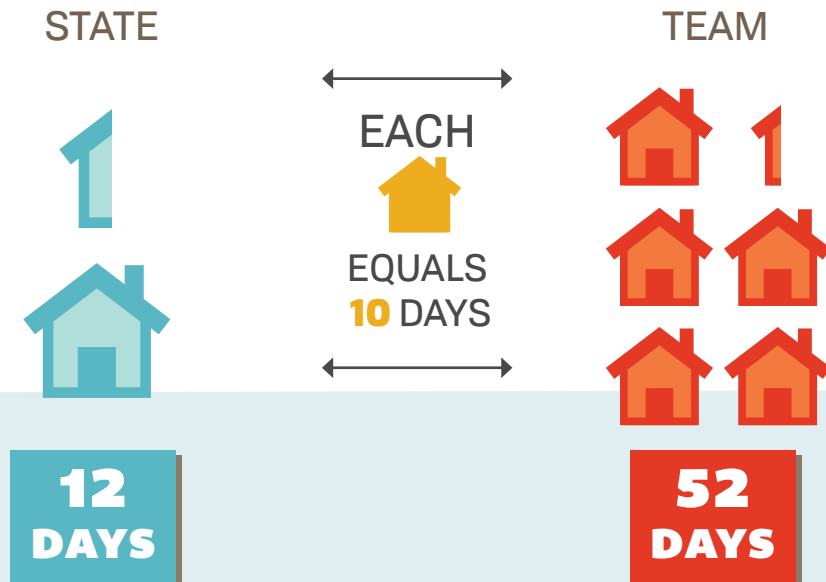 STATE
TEAM
EACH
EQUALS
10 DAYS
12
DAYS
52
DAYS